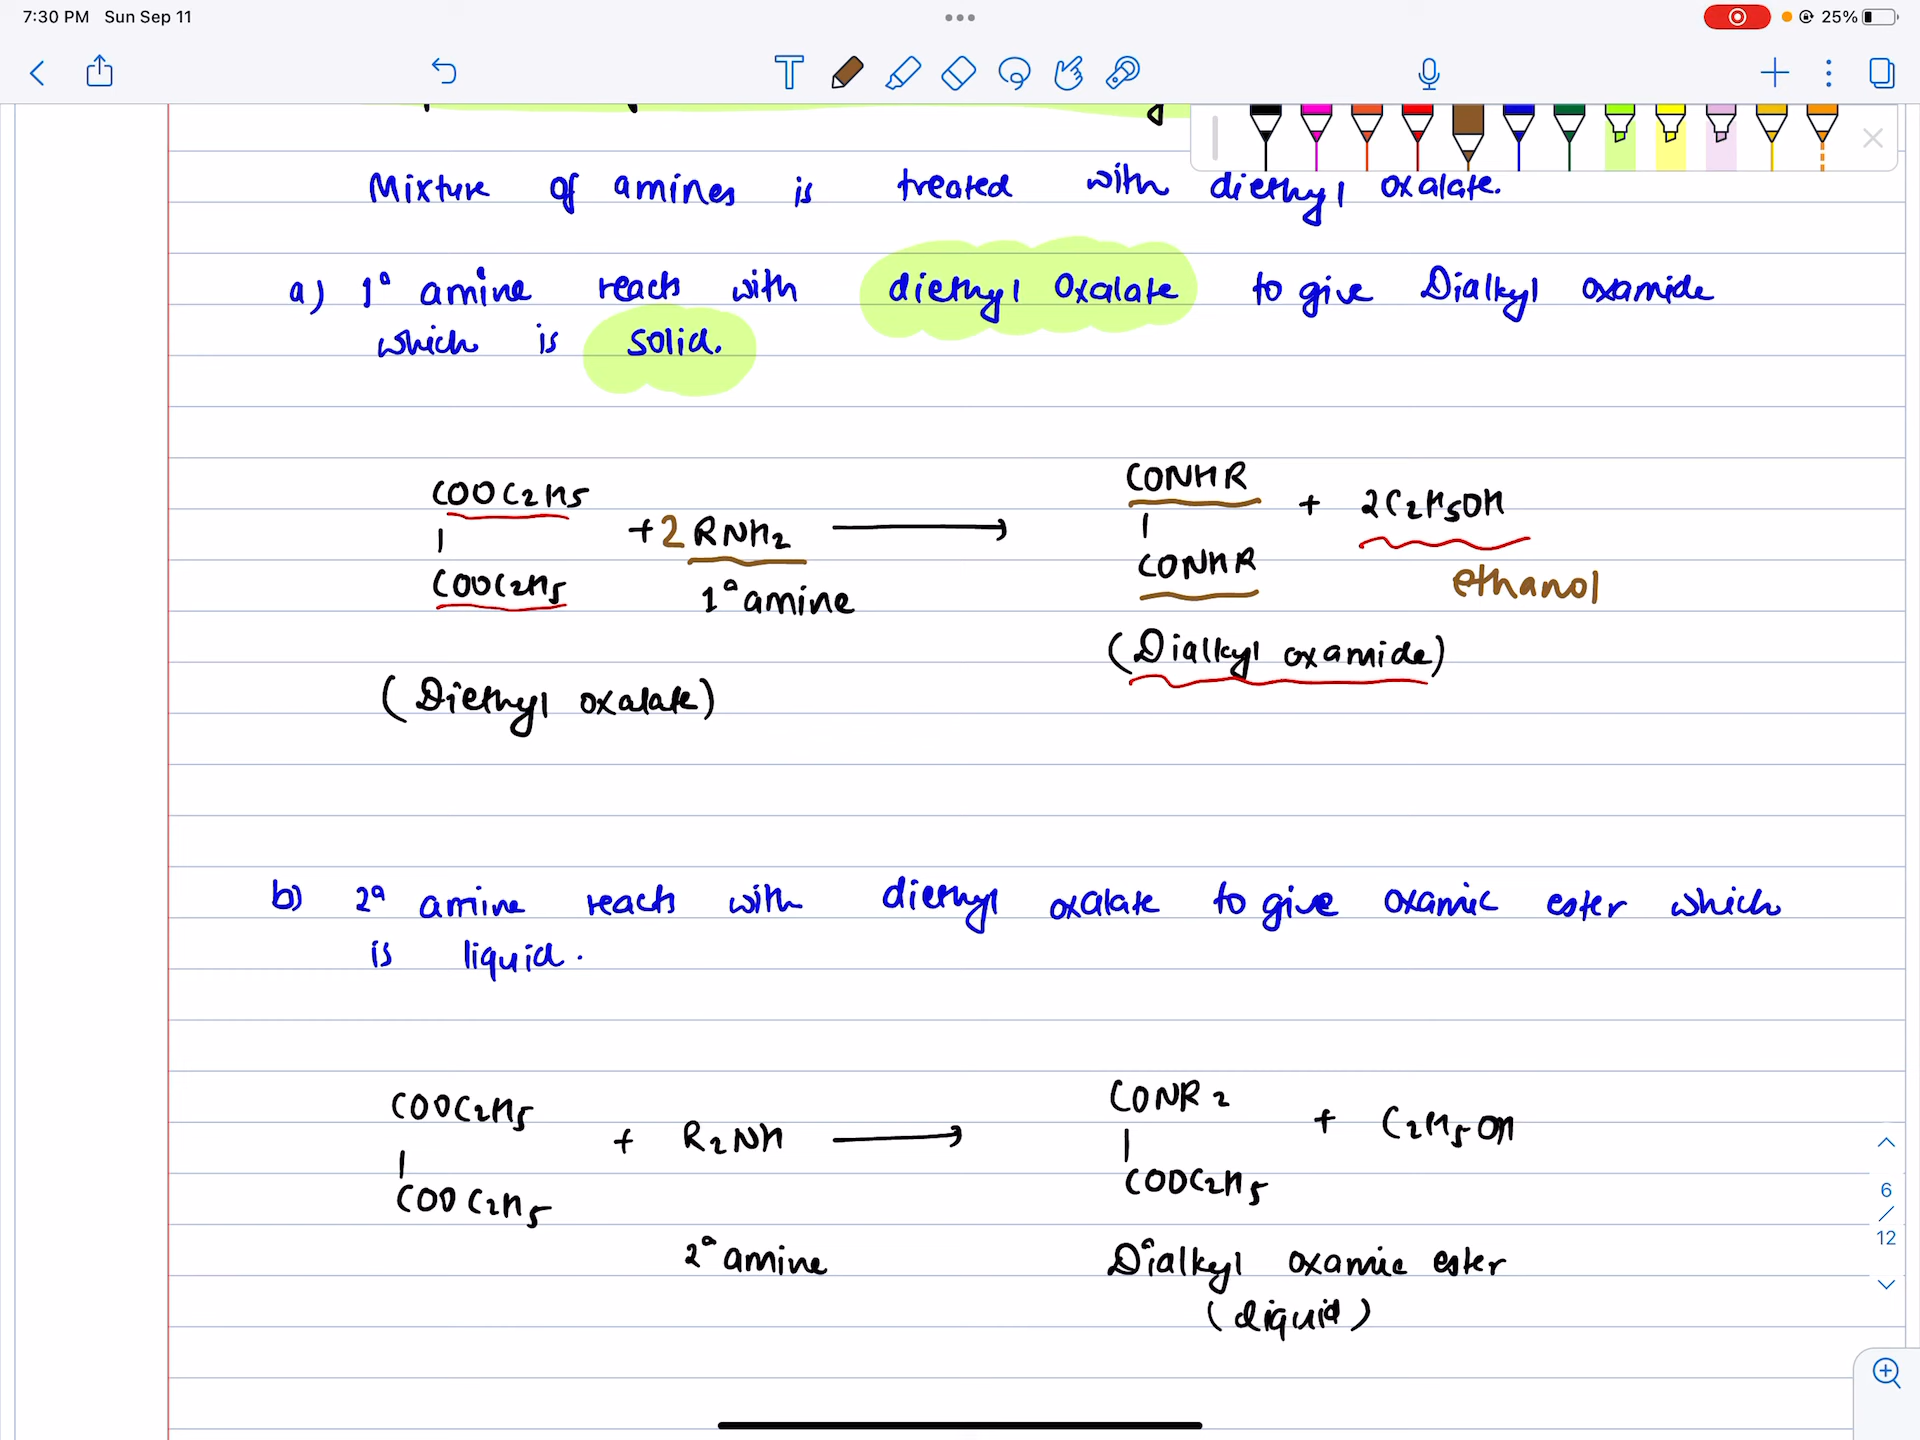 7:30 PM Sun Sep 11
25%
Mixture of amines is treated with diethyl oxalate.
a) 1° amine reacts with diethyl Oxalate to give Dialkyl oxamide
which is solid.
COOC2H5
|
COOC2H5
+ 2 RNH2 ⟶
1° amine
CONHR
|
CONHR
+ 2C2H5OH
ethanol
(Dialkyl oxamide)
(Diethyl oxalate)
b) 2° amine reacts with diethyl oxalate to give oxamic ester which
is liquid.
COOC2H5
|
COOC2H5
+ R2NH ⟶
2° amine
CONR2
|
COOC2H5
+ C2H5OH
Dialkyl oxamic ester
(liquid)
6
/
12